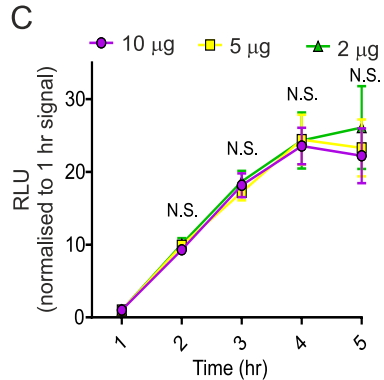 C
10 μg 5 μg 2 μg
N.S.
N.S.
N.S.
N.S.
RLU
(normalised to 1 hr signal)
30
20
10
0
1 2 3 4 5
Time (hr)